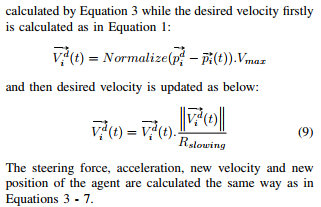 calculated by Equation 3 while the desired velocity firstly
is calculated as in Equation 1:
$\overrightarrow{V_i^d}(t) = Normalize(\overrightarrow{p_i^d} - \overrightarrow{p_i}(t)).V_{max}$
and then desired velocity is updated as below:
$\overrightarrow{V_i^d}(t) = \overrightarrow{V_i^d}(t).\frac{\left\|\overrightarrow{V_i^d}(t)\right\|}{R_{slowing}}$ (9)
The steering force, acceleration, new velocity and new
position of the agent are calculated the same way as in
Equations 3 - 7.